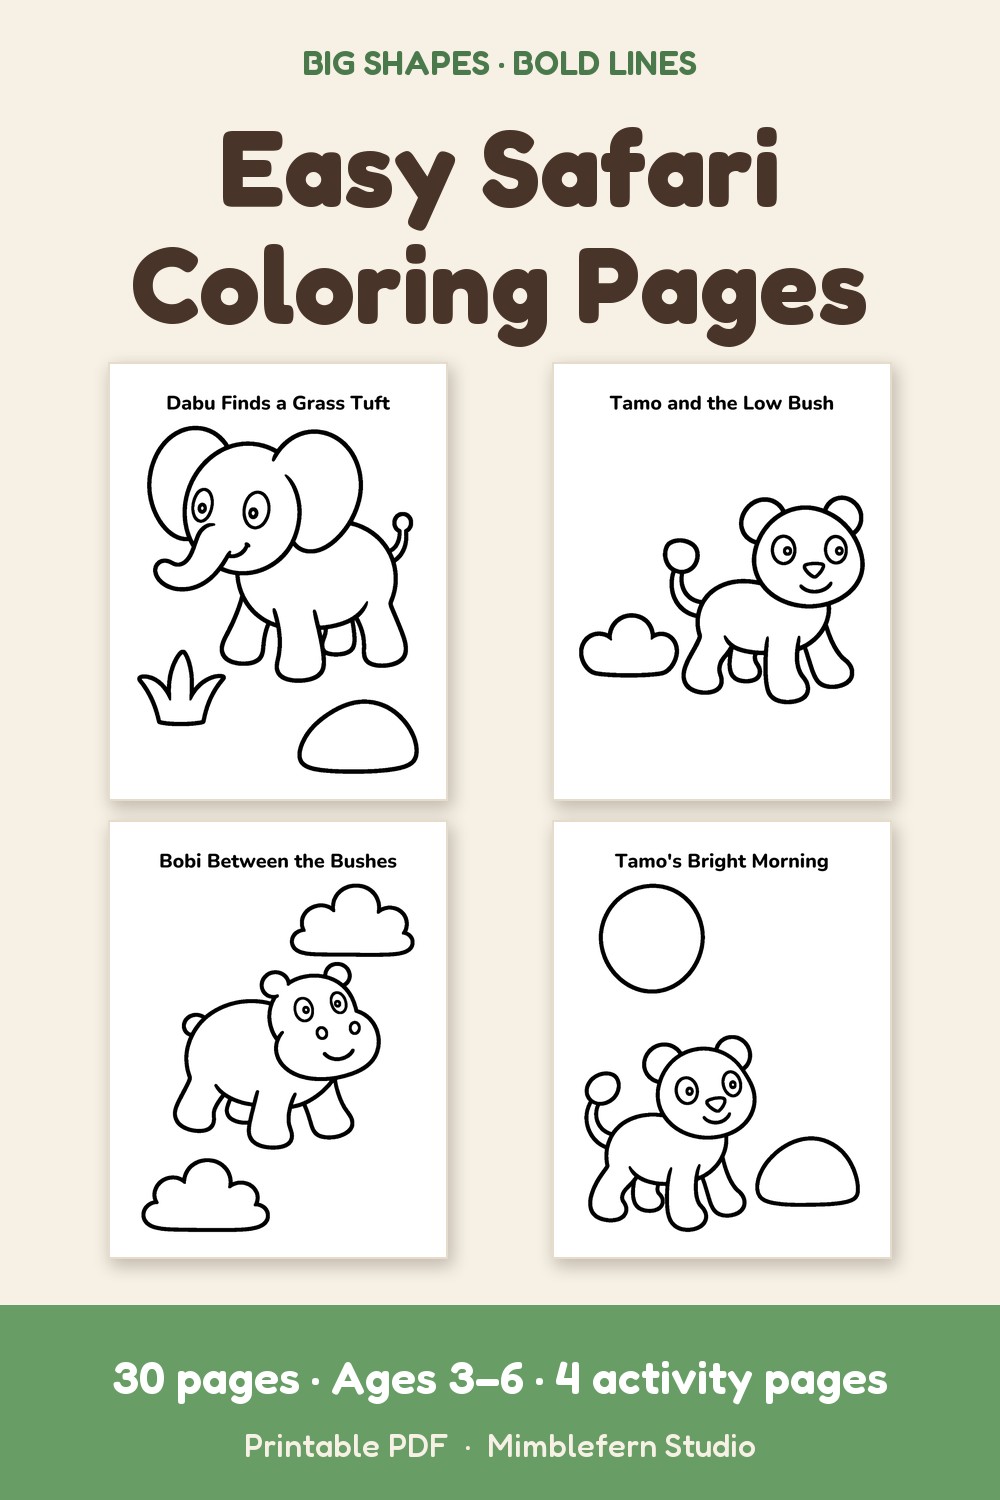 BIG SHAPES · BOLD LINES
Easy Safari
Coloring Pages
Dabu Finds a Grass Tuft
Tamo and the Low Bush
Bobi Between the Bushes
Tamo's Bright Morning
30 pages · Ages 3–6 · 4 activity pages
Printable PDF · Mimblefern Studio